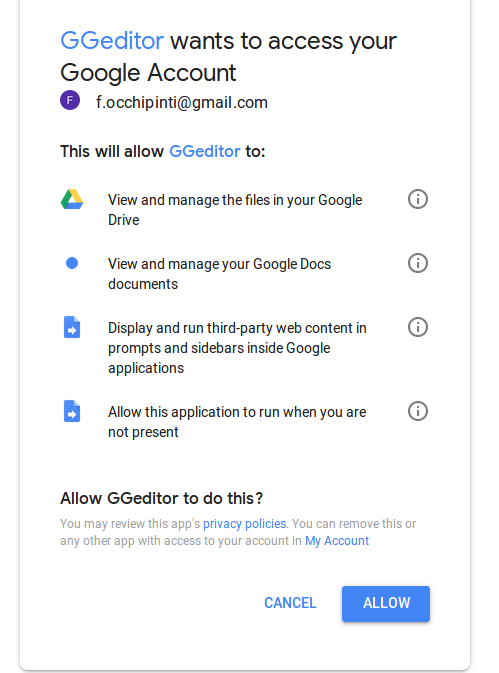 GGeditor wants to access your
Google Account
F f.occhipinti@gmail.com
This will allow GGeditor to:
View and manage the files in your Google
Drive
View and manage your Google Docs
documents
Display and run third-party web content in
prompts and sidebars inside Google
applications
Allow this application to run when you are
not present
Allow GGeditor to do this?
You may review this app's privacy policies. You can remove this or
any other app with access to your account in My Account
CANCEL ALLOW